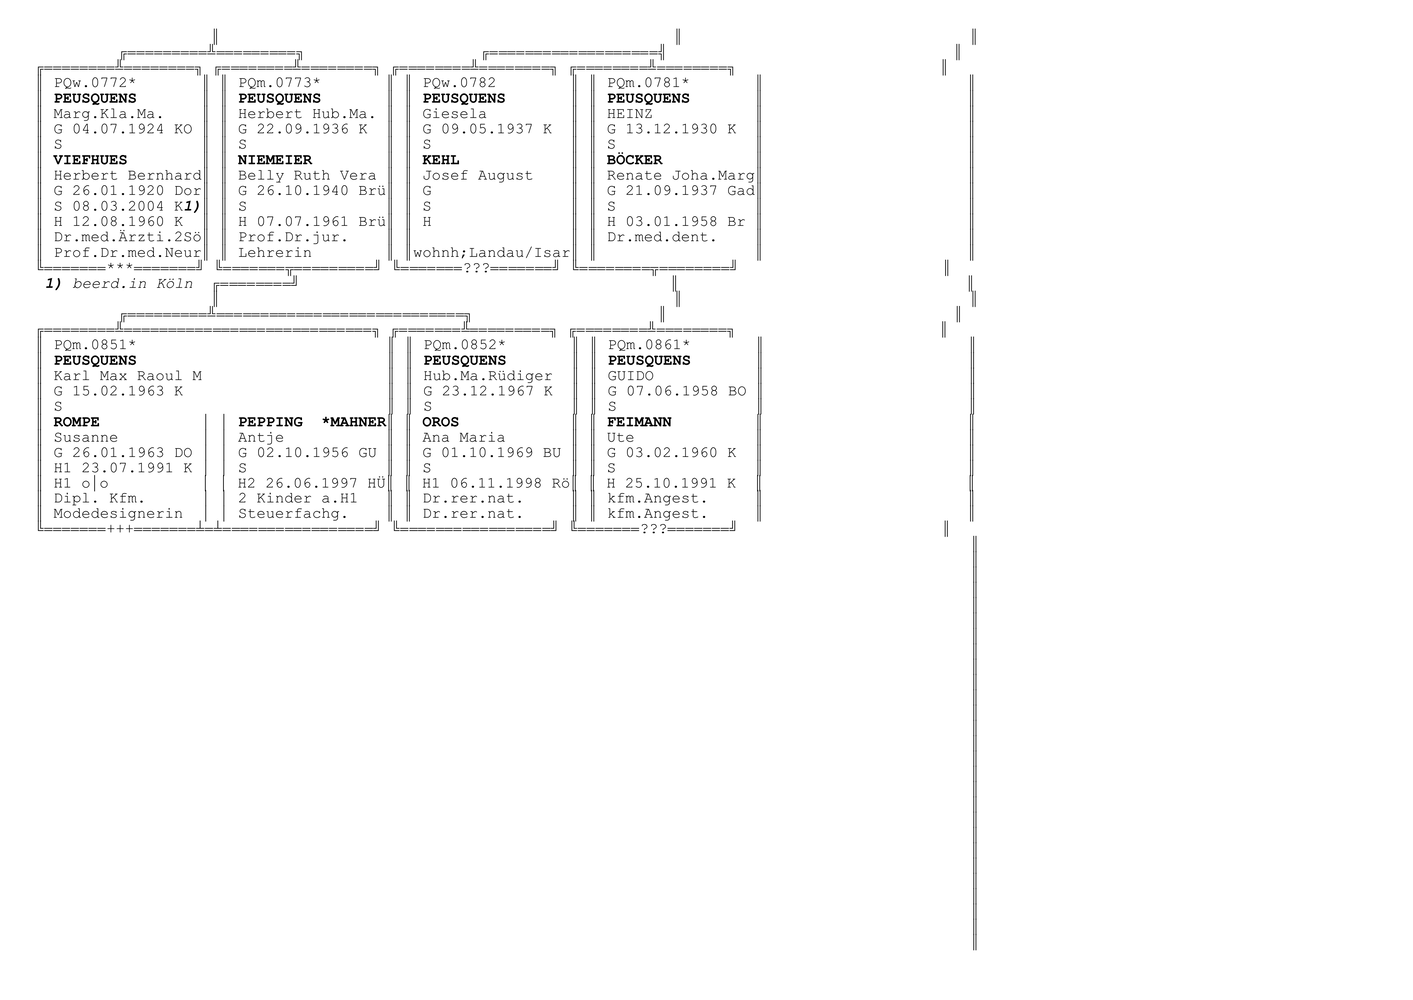 PQw.0772*
PEUSQUENS
Marg.Kla.Ma.
G 04.07.1924 KO
S
VIEFHUES
Herbert Bernhard
G 26.01.1920 Dor
S 08.03.2004 K1)
H 12.08.1960 K
Dr.med.Ärzti.2Sö
Prof.Dr.med.Neur
***
1) beerd.in Köln
PQm.0773*
PEUSQUENS
Herbert Hub.Ma.
G 22.09.1936 K
S
NIEMEIER
Belly Ruth Vera
G 26.10.1940 Brü
S
H 07.07.1961 Brü
Prof.Dr.jur.
Lehrerin
PQw.0782
PEUSQUENS
Giesela
G 09.05.1937 K
S
KEHL
Josef August
G
S
H
wohnh;Landau/Isar
???
PQm.0781*
PEUSQUENS
HEINZ
G 13.12.1930 K
S
BÖCKER
Renate Joha.Marg
G 21.09.1937 Gad
S
H 03.01.1958 Br
Dr.med.dent.
PQm.0851*
PEUSQUENS
Karl Max Raoul M
G 15.02.1963 K
S
ROMPE
Susanne
G 26.01.1963 DO
H1 23.07.1991 K
H1 o|o
Dipl. Kfm.
Modedesignerin
+++
PEPPING *MAHNER
Antje
G 02.10.1956 GU
S
H2 26.06.1997 HÜ
2 Kinder a.H1
Steuerfachg.
PQm.0852*
PEUSQUENS
Hub.Ma.Rüdiger
G 23.12.1967 K
S
OROS
Ana Maria
G 01.10.1969 BU
S
H1 06.11.1998 Rö
Dr.rer.nat.
Dr.rer.nat.
PQm.0861*
PEUSQUENS
GUIDO
G 07.06.1958 BO
S
FEIMANN
Ute
G 03.02.1960 K
S
H 25.10.1991 K
kfm.Angest.
kfm.Angest.
???